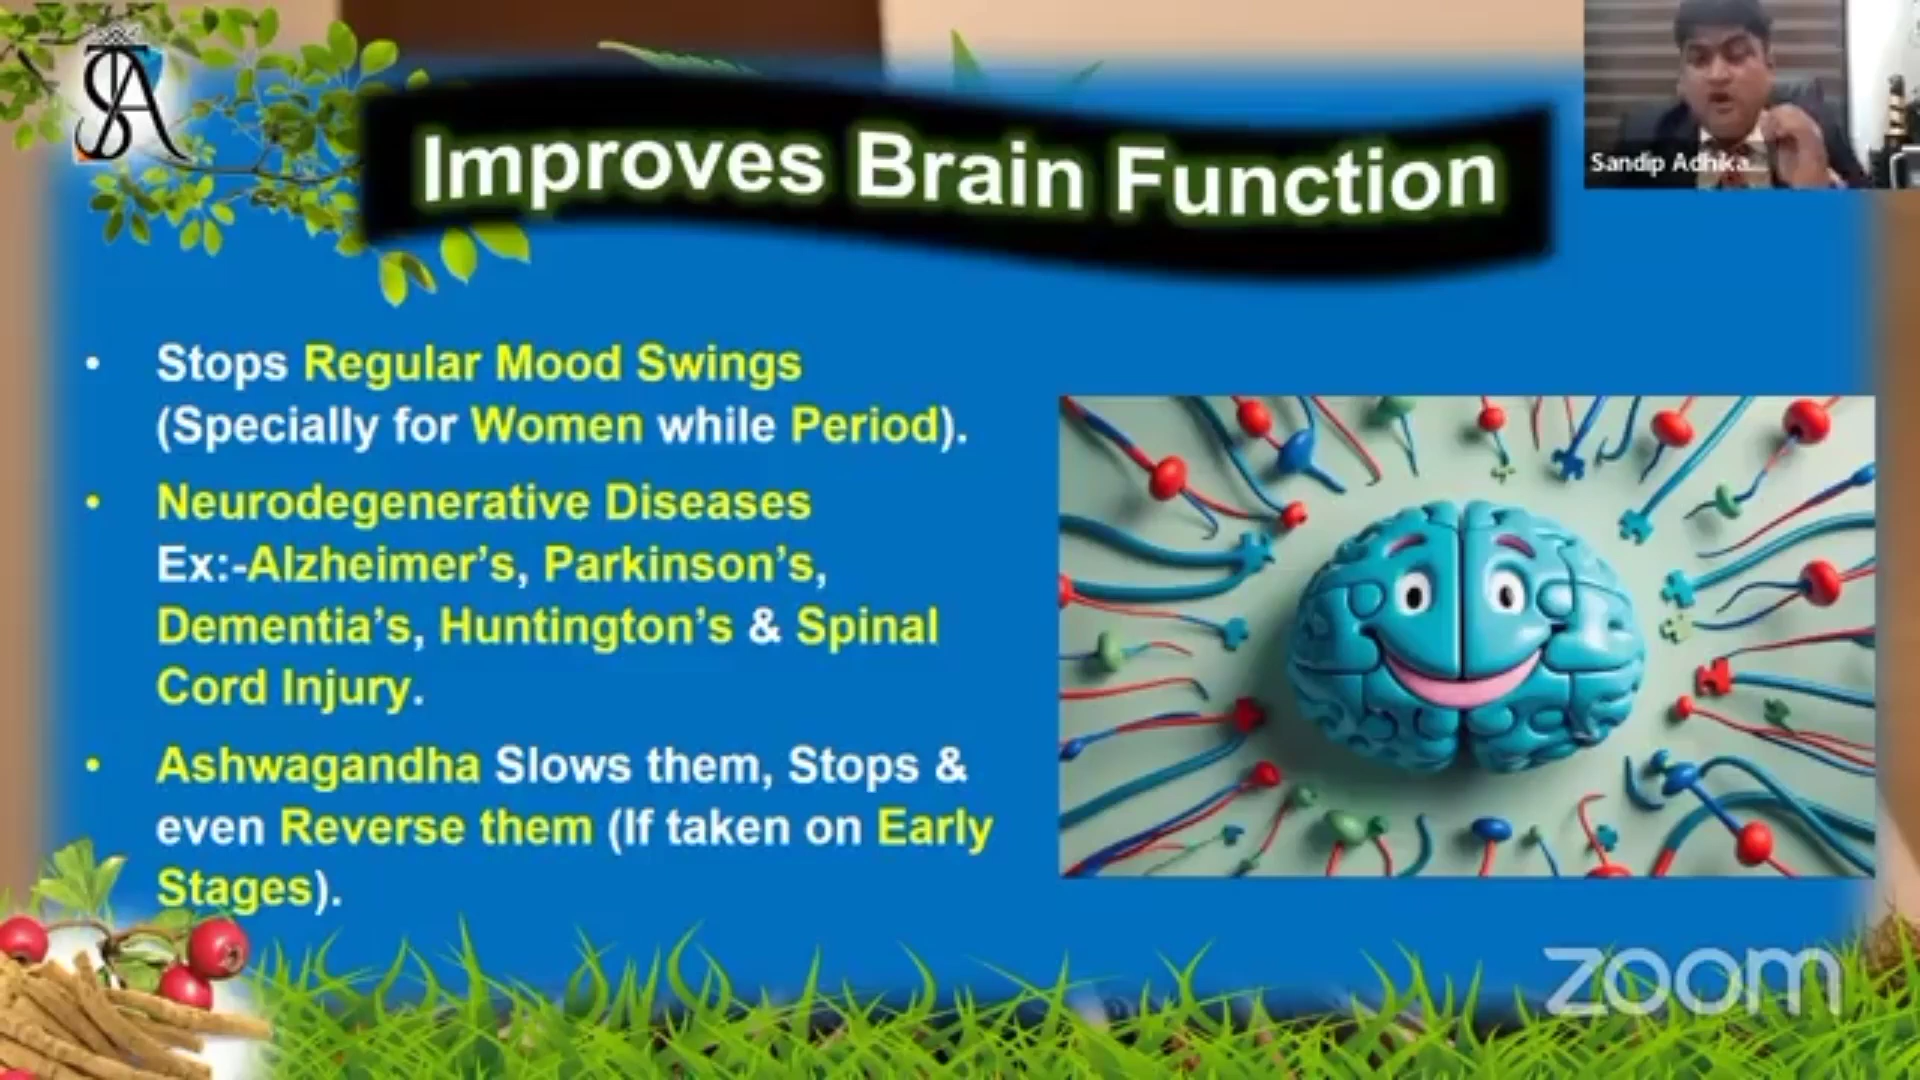 STA
Improves Brain Function
Sandip Adhika...
• Stops Regular Mood Swings
(Specially for Women while Period).
• Neurodegenerative Diseases
Ex:-Alzheimer’s, Parkinson’s,
Dementia’s, Huntington’s & Spinal
Cord Injury.
• Ashwagandha Slows them, Stops &
even Reverse them (If taken on Early
Stages).
zoom